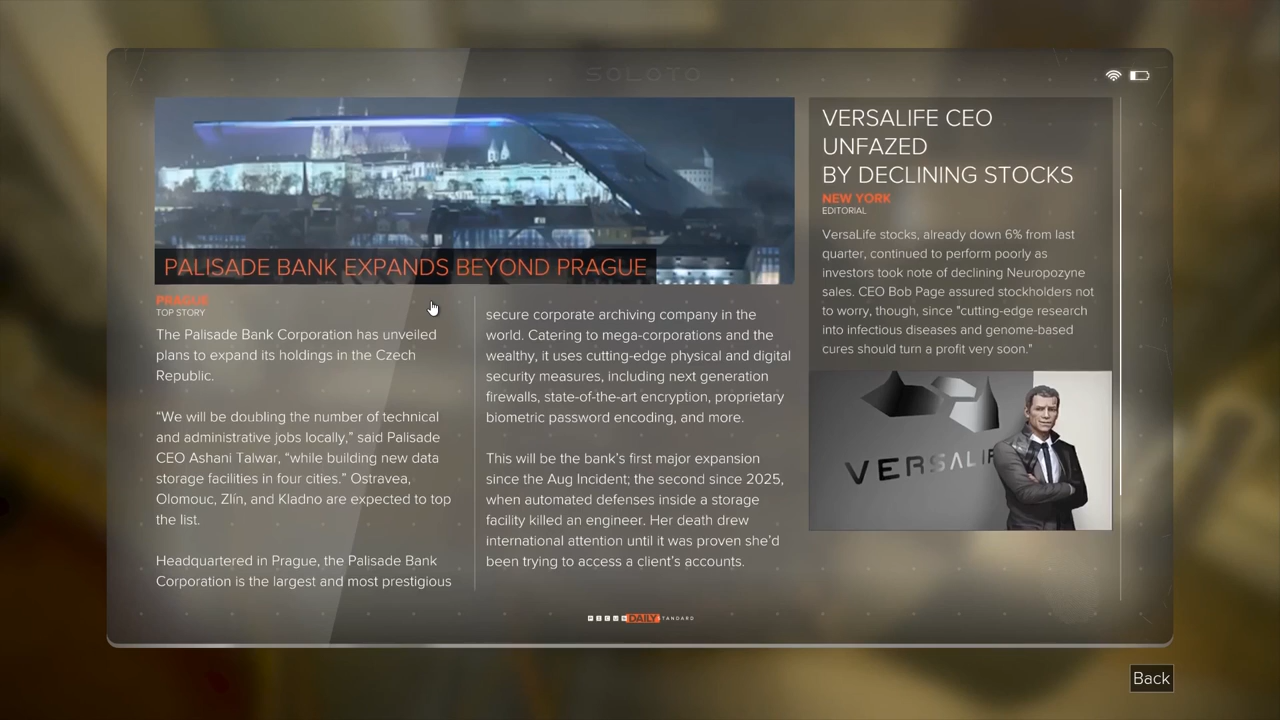 SOLOTO
PALISADE BANK EXPANDS BEYOND PRAGUE
PRAGUE
TOP STORY
The Palisade Bank Corporation has unveiled
plans to expand its holdings in the Czech
Republic.
“We will be doubling the number of technical
and administrative jobs locally,” said Palisade
CEO Ashani Talwar, “while building new data
storage facilities in four cities.” Ostravea,
Olomouc, Zlín, and Kladno are expected to top
the list.
Headquartered in Prague, the Palisade Bank
Corporation is the largest and most prestigious
secure corporate archiving company in the
world. Catering to mega-corporations and the
wealthy, it uses cutting-edge physical and digital
security measures, including next generation
firewalls, state-of-the-art encryption, proprietary
biometric password encoding, and more.
This will be the bank’s first major expansion
since the Aug Incident; the second since 2025,
when automated defenses inside a storage
facility killed an engineer. Her death drew
international attention until it was proven she’d
been trying to access a client’s accounts.
VERSALIFE CEO
UNFAZED
BY DECLINING STOCKS
NEW YORK
EDITORIAL
VersaLife stocks, already down 6% from last
quarter, continued to perform poorly as
investors took note of declining Neuropozyne
sales. CEO Bob Page assured stockholders not
to worry, though, since "cutting-edge research
into infectious diseases and genome-based
cures should turn a profit very soon."
VERSALIF
PICUS DAILY STANDARD
Back